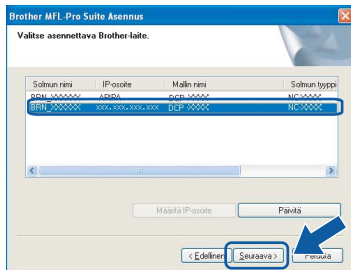 Brother MFL-Pro Suite Asennus
Valitse asennettava Brother-laite.
Solmun nimi IP-osoite Mallin nimi Solmun tyyppi
BRN_XXXXXX APIPA DCP-XXXX NC-XXXX
BRN_XXXXXX xxx.xxx.xxx.xxx DCP-XXXX NC-XXXX
Määritä IP-osoite Päivitä
< Edellinen Seuraava > Peruuta